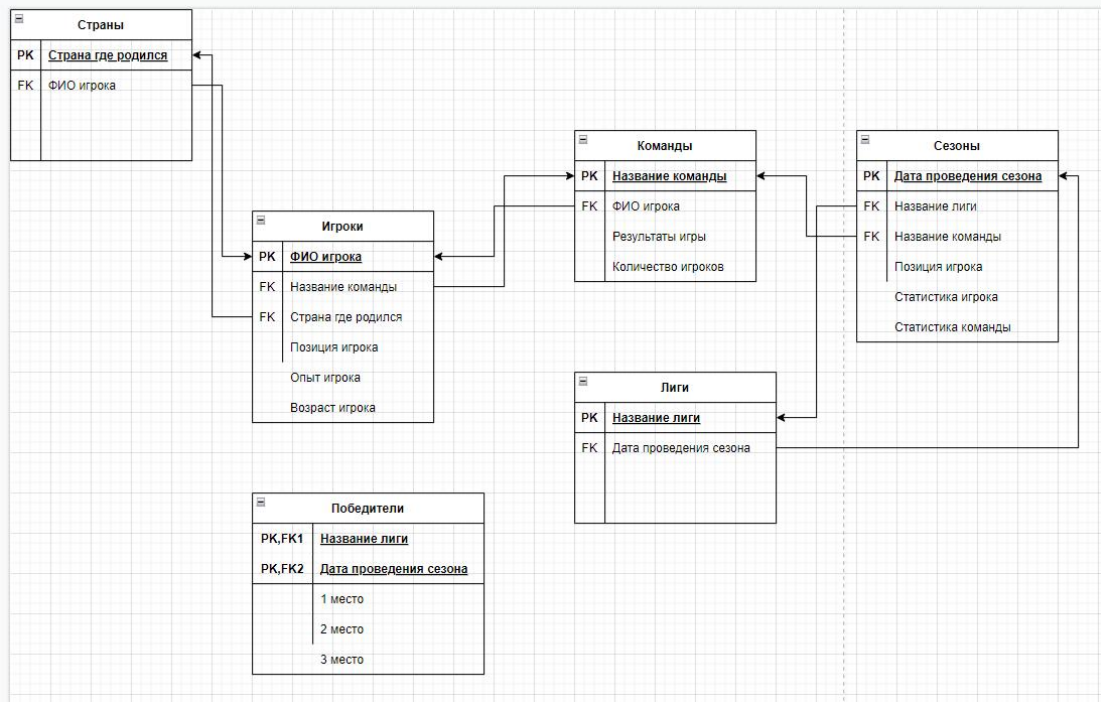 Страны
PK Страна где родился
FK ФИО игрока
Команды
PK Название команды
FK ФИО игрока
Результаты игры
Количество игроков
Сезоны
PK Дата проведения сезона
FK Название лиги
FK Название команды
Позиция игрока
Статистика игрока
Статистика команды
Игроки
PK ФИО игрока
FK Название команды
FK Страна где родился
Позиция игрока
Опыт игрока
Возраст игрока
Лиги
PK Название лиги
FK Дата проведения сезона
Победители
PK,FK1 Название лиги
PK,FK2 Дата проведения сезона
1 место
2 место
3 место